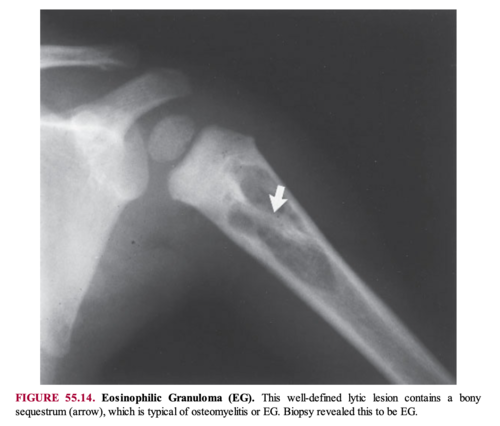 FIGURE 55.14. Eosinophilic Granuloma (EG). This well-defined lytic lesion contains a bony
sequestrum (arrow), which is typical of osteomyelitis or EG. Biopsy revealed this to be EG.